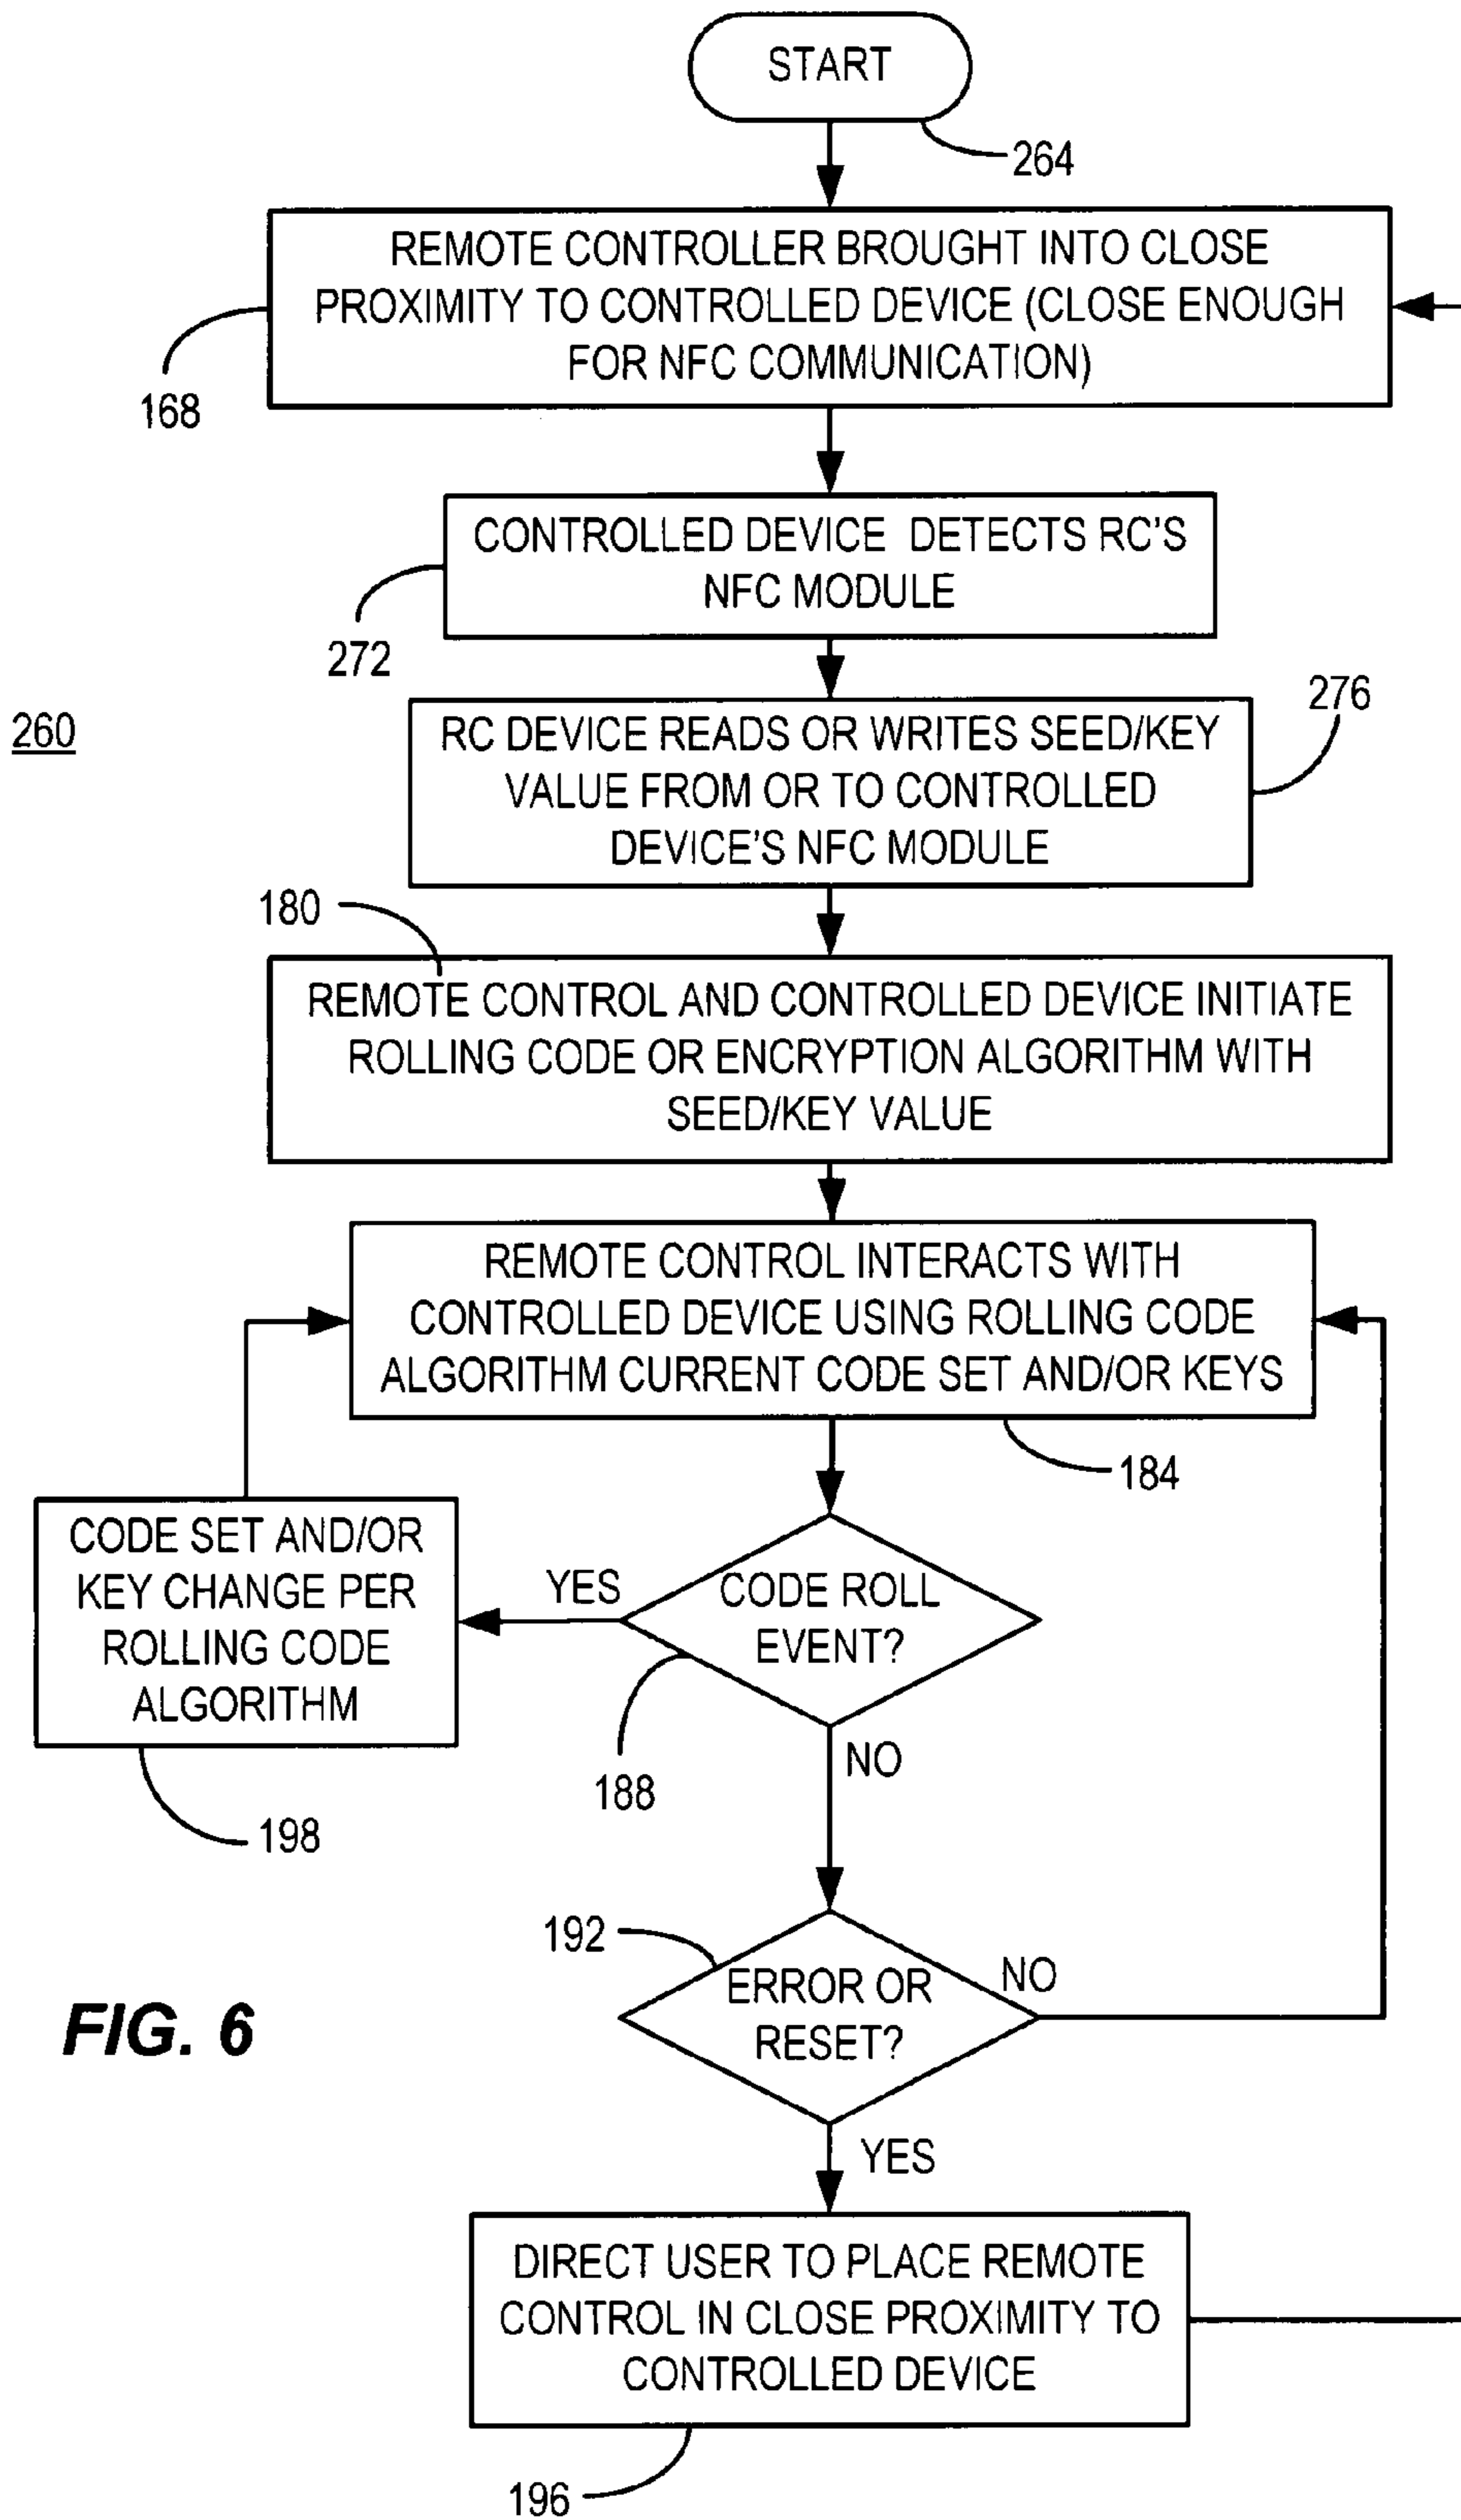 START
264
REMOTE CONTROLLER BROUGHT INTO CLOSE
PROXIMITY TO CONTROLLED DEVICE (CLOSE ENOUGH
FOR NFC COMMUNICATION)
168
CONTROLLED DEVICE DETECTS RC'S
NFC MODULE
272
276
260
RC DEVICE READS OR WRITES SEED/KEY
VALUE FROM OR TO CONTROLLED
DEVICE'S NFC MODULE
180
REMOTE CONTROL AND CONTROLLED DEVICE INITIATE
ROLLING CODE OR ENCRYPTION ALGORITHM WITH
SEED/KEY VALUE
REMOTE CONTROL INTERACTS WITH
CONTROLLED DEVICE USING ROLLING CODE
ALGORITHM CURRENT CODE SET AND/OR KEYS
184
CODE SET AND/OR
KEY CHANGE PER
ROLLING CODE
ALGORITHM
YES
CODE ROLL
EVENT?
188
NO
198
192
ERROR OR
RESET?
NO
FIG. 6
YES
DIRECT USER TO PLACE REMOTE
CONTROL IN CLOSE PROXIMITY TO
CONTROLLED DEVICE
196